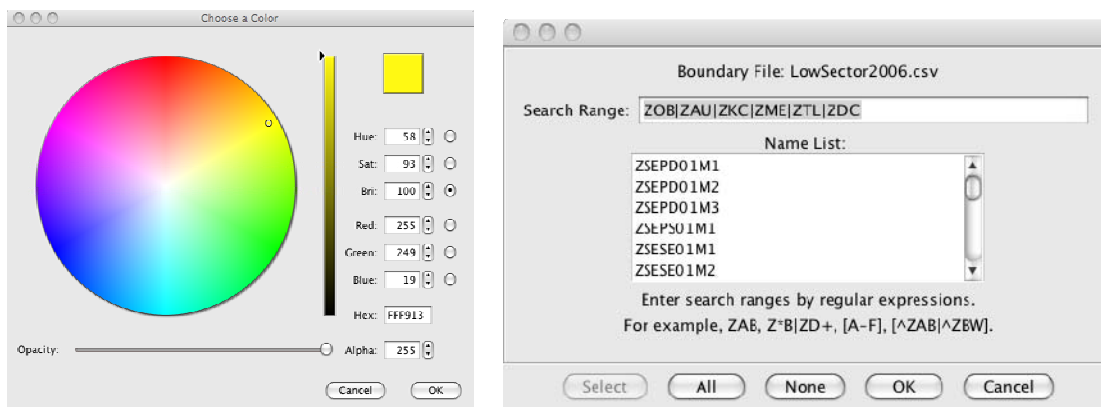 Choose a Color
Hue: 58
Sat: 93
Bri: 100
Red: 255
Green: 249
Blue: 19
Hex: FFF913
Opacity: Alpha: 255
Cancel OK
Boundary File: LowSector2006.csv
Search Range: ZOB|ZAU|ZKC|ZME|ZTL|ZDC
Name List:
ZSEPD01M1
ZSEPD01M2
ZSEPD01M3
ZSEPS01M1
ZSESE01M1
ZSESE01M2
Enter search ranges by regular expressions.
For example, ZAB, Z*B|ZD+, [A-F], [^ZAB|^ZBW].
Select All None OK Cancel